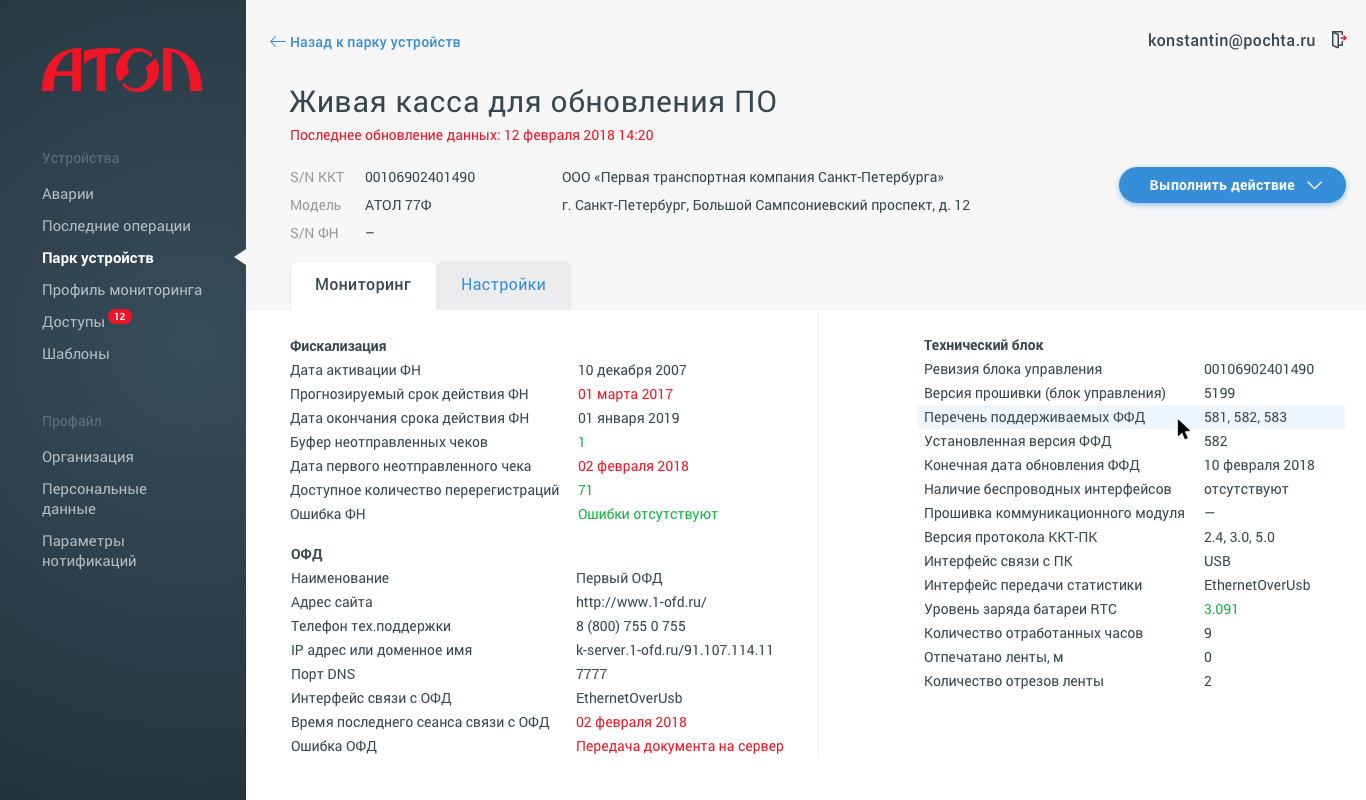 АТОЛ
Устройства
Аварии
Последние операции
Парк устройств
Профиль мониторинга
Доступы 12
Шаблоны
Профайл
Организация
Персональные
данные
Параметры
нотификаций
Назад к парку устройств
konstantin@pochta.ru
Живая касса для обновления ПО
Последнее обновление данных: 12 февраля 2018 14:20
S/N ККТ 00106902401490 ООО «Первая транспортная компания Санкт-Петербурга»
Модель АТОЛ 77Ф г. Санкт-Петербург, Большой Сампсониевский проспект, д. 12
S/N ФН –
Выполнить действие
Мониторинг Настройки
Фискализация
Дата активации ФН 10 декабря 2007
Прогнозируемый срок действия ФН 01 марта 2017
Дата окончания срока действия ФН 01 января 2019
Буфер неотправленных чеков 1
Дата первого неотправленного чека 02 февраля 2018
Доступное количество перерегистраций 71
Ошибка ФН Ошибки отсутствуют
ОФД
Наименование Первый ОФД
Адрес сайта http://www.1-ofd.ru/
Телефон тех.поддержки 8 (800) 755 0 755
IP адрес или доменное имя k-server.1-ofd.ru/91.107.114.11
Порт DNS 7777
Интерфейс связи с ОФД EthernetOverUsb
Время последнего сеанса связи с ОФД 02 февраля 2018
Ошибка ОФД Передача документа на сервер
Технический блок
Ревизия блока управления 00106902401490
Версия прошивки (блок управления) 5199
Перечень поддерживаемых ФФД 581, 582, 583
Установленная версия ФФД 582
Конечная дата обновления ФФД 10 февраля 2018
Наличие беспроводных интерфейсов отсутствуют
Прошивка коммуникационного модуля —
Версия протокола ККТ-ПК 2.4, 3.0, 5.0
Интерфейс связи с ПК USB
Интерфейс передачи статистики EthernetOverUsb
Уровень заряда батареи RTC 3.091
Количество отработанных часов 9
Отпечатано ленты, м 0
Количество отрезов ленты 2